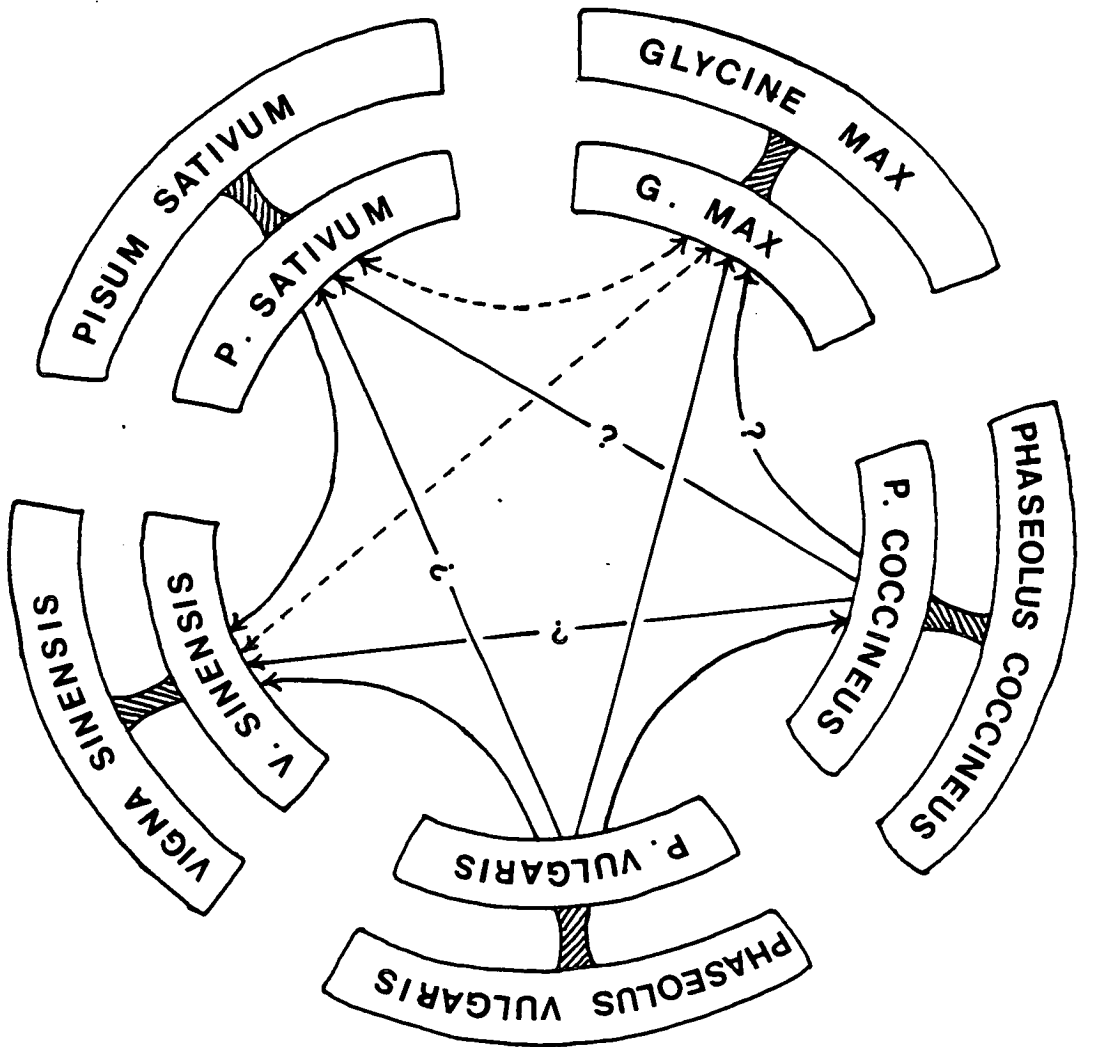 PISUM SATIVUM
P. SATIVUM
GLYCINE MAX
G. MAX
PHASEOLUS COCCINEUS
P. COCCINEUS
?
?
?
?
V. SINENSIS
VIGNA SINENSIS
P. VULGARIS
PHASEOLUS VULGARIS